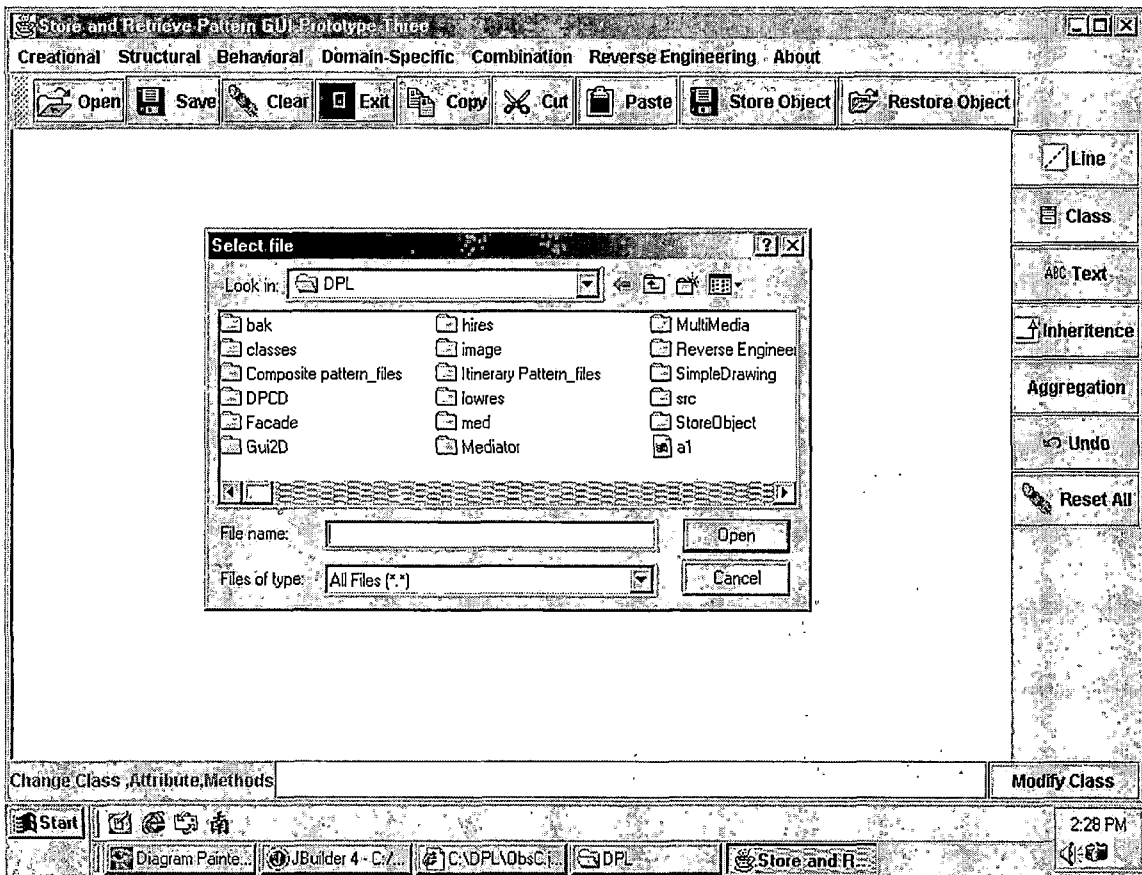 Store and Retrieve Pattern GUI Prototype Three
Creational Structural Behavioral Domain-Specific Combination Reverse Engineering About
Open Save Clear Exit Copy Cut Paste Store Object Restore Object
Line
Class
ABC Text
Inheritence
Aggregation
Undo
Reset All
Select file
Look in: DPL
bak hires MultiMedia
classes image Reverse Engineer
Composite pattern_files Itinerary Pattern_files SimpleDrawing
DPCD lowres src
Facade med StoreObject
Gui2D Mediator a1
File name: Open
Files of type: All Files (*.*) Cancel
Change Class ,Attribute,Methods Modify Class
Start 南 2:28 PM
Diagram Painte... JBuilder 4 - C:/... C:\DPL\ObsC DPL Store and R...